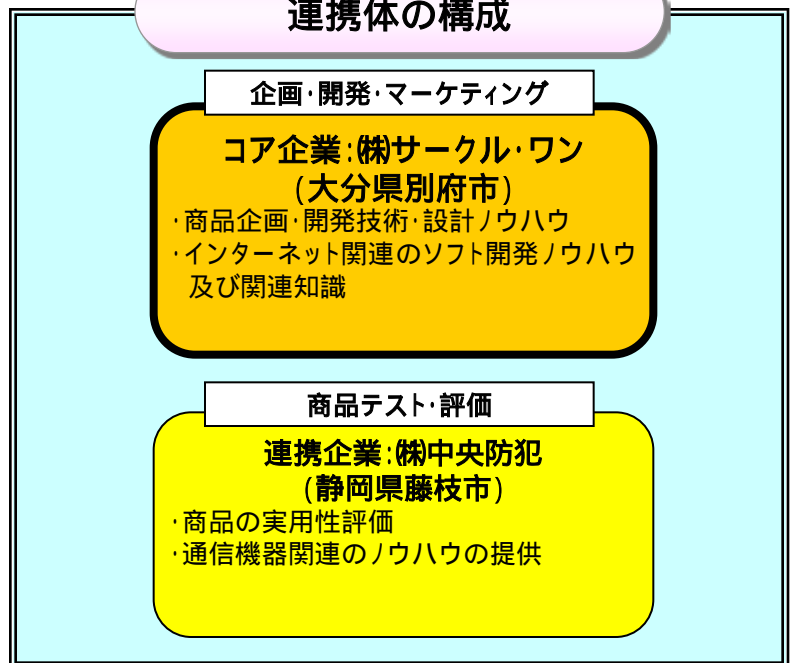 連携体の構成
企画・開発・マーケティング
コア企業：㈱サークル・ワン
（大分県別府市）
・商品企画・開発技術・設計ノウハウ
・インターネット関連のソフト開発ノウハウ
及び関連知識
商品テスト・評価
連携企業：㈱中央防犯
（静岡県藤枝市）
・商品の実用性評価
・通信機器関連のノウハウの提供